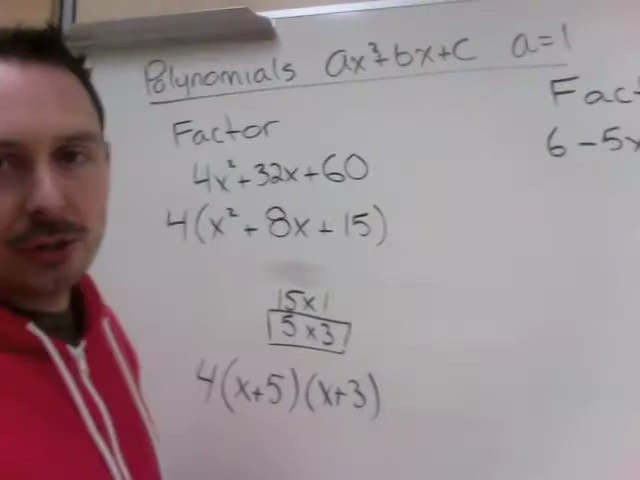 Polynomials ax²+bx+c a=1
Factor
4x²+32x+60
4(x²+8x+15)
15x1
5x3
4(x+5)(x+3)
Fact
6-5x